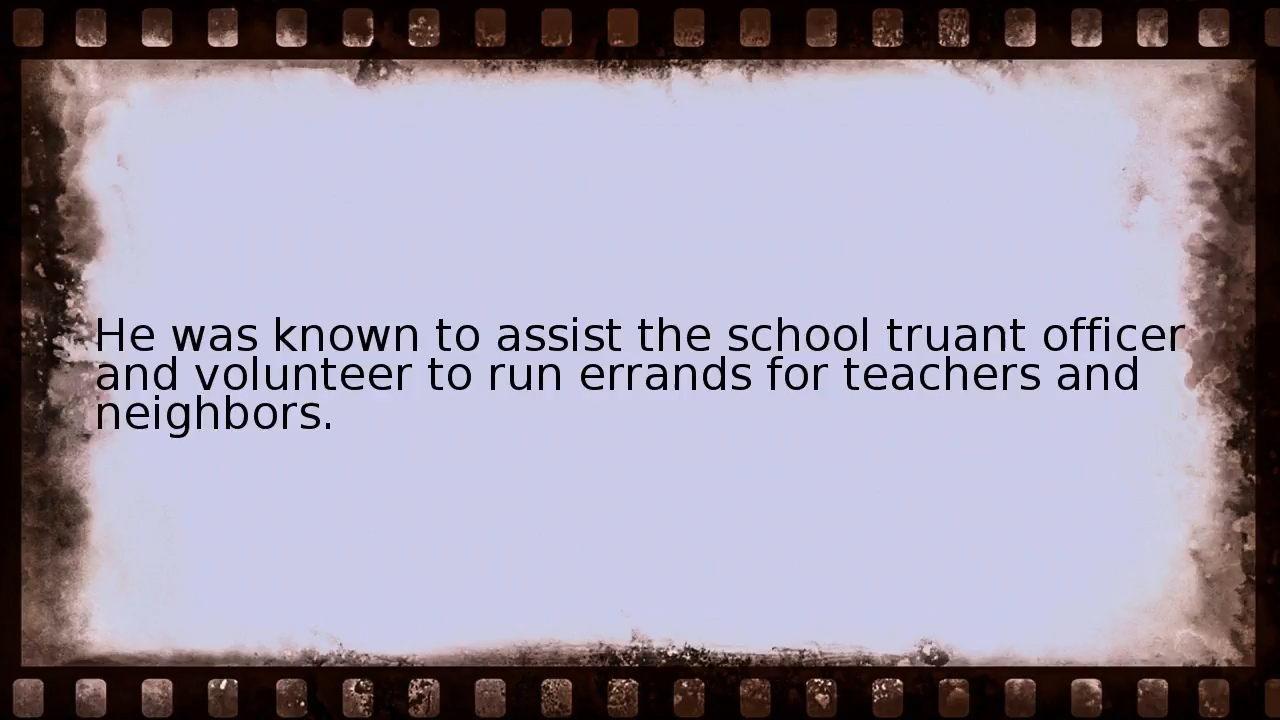 He was known to assist the school truant officer
and volunteer to run errands for teachers and
neighbors.